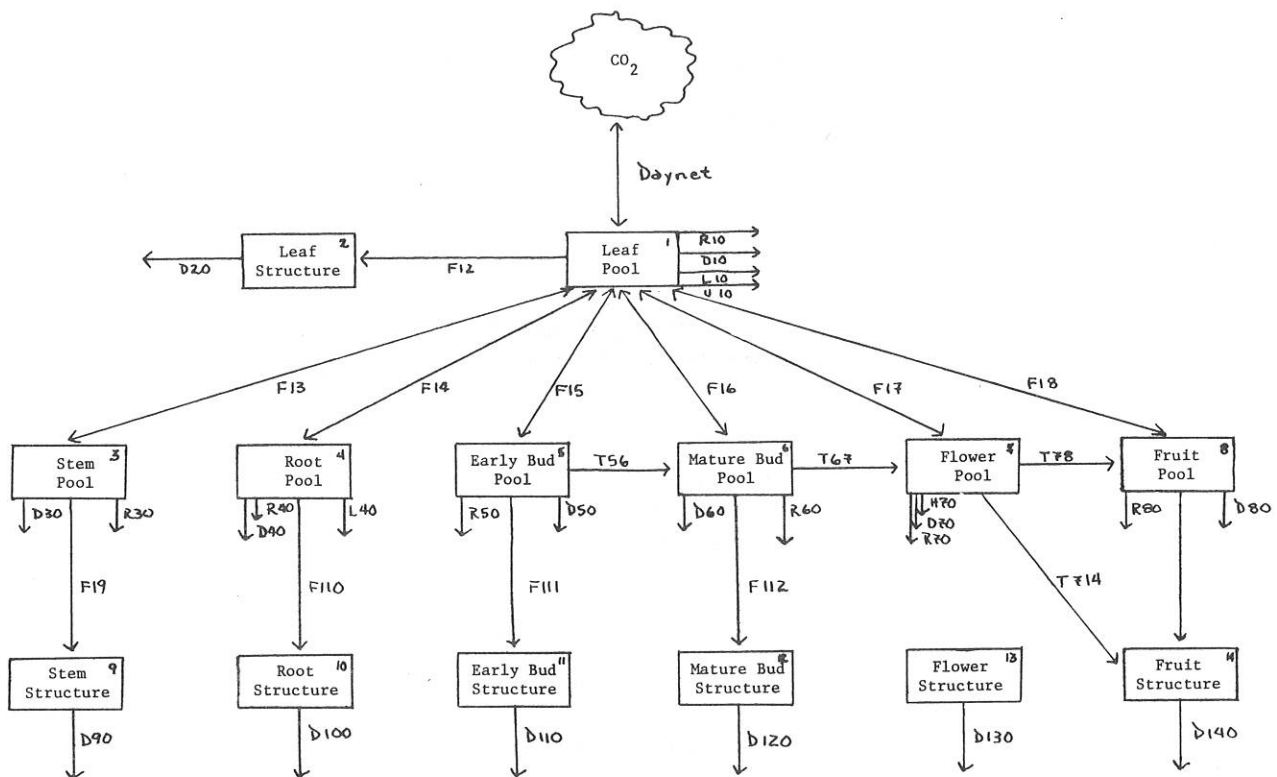 CO2
Daynet
Leaf Structure 2
D20
F12
Leaf Pool 1
R10
D10
L10
U10
F13
F14
F15
F16
F17
F18
Stem Pool 3
Root Pool 4
Early Bud Pool 5
T56
Mature Bud Pool 6
T67
Flower Pool
T78
Fruit Pool 8
D30
R30
R40
D40
L40
R50
D50
D60
R60
H70
D70
R70
R80
D80
F19
F110
F111
F112
T714
Stem Structure 9
Root Structure 10
Early Bud Structure 11
Mature Bud Structure 12
Flower Structure 13
Fruit Structure 14
D90
D100
D110
D120
D130
D140